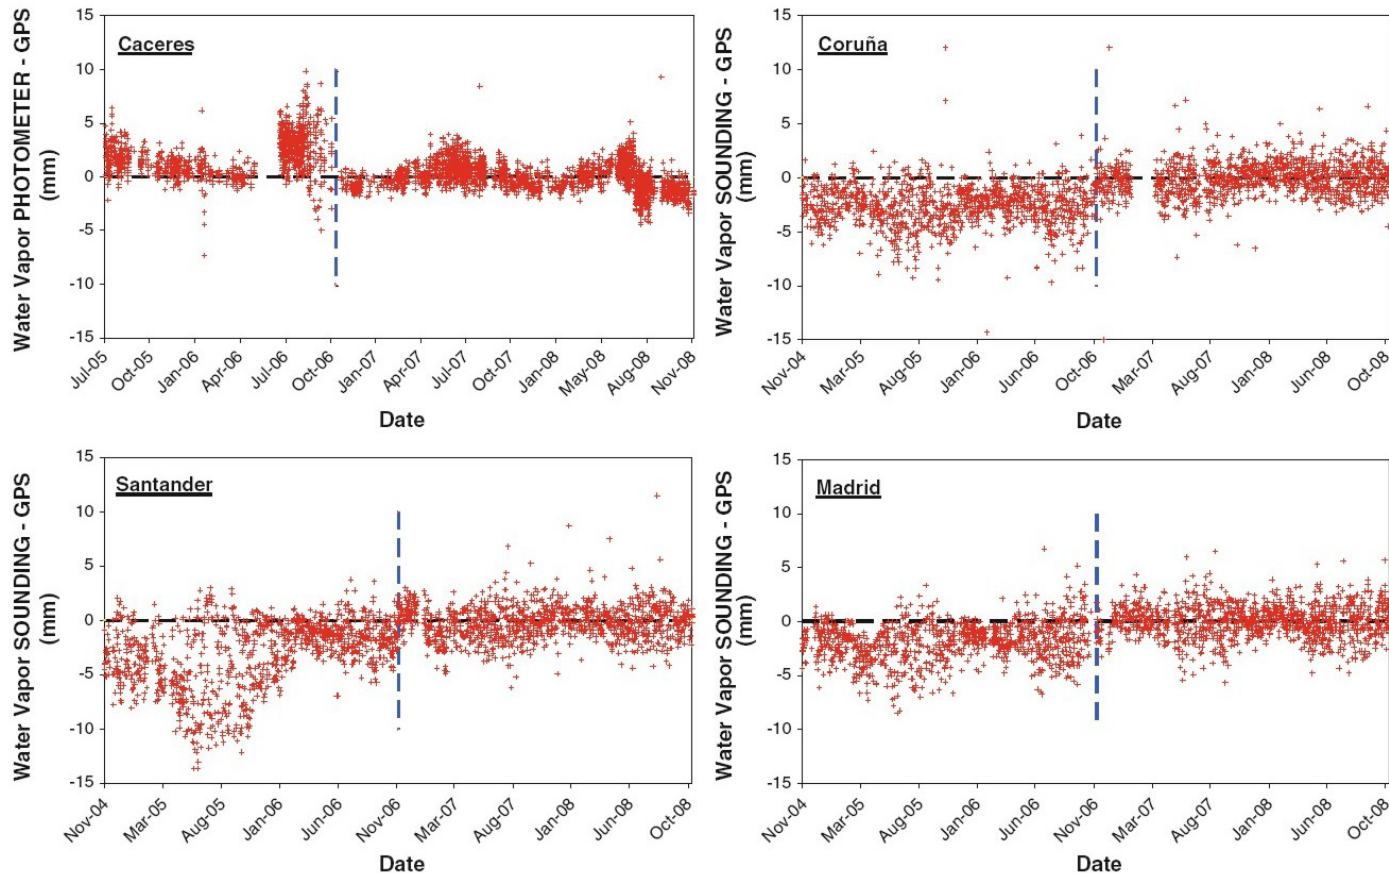 Water Vapor PHOTOMETER - GPS
(mm)
15
10
5
0
-5
-10
-15
Caceres
Jul-05
Oct-05
Jan-06
Apr-06
Jul-06
Oct-06
Jan-07
Apr-07
Jul-07
Oct-07
Jan-08
May-08
Aug-08
Nov-08
Date
Water Vapor SOUNDING - GPS
(mm)
15
10
5
0
-5
-10
-15
Coruña
Nov-04
Mar-05
Aug-05
Jan-06
Jun-06
Oct-06
Mar-07
Aug-07
Jan-08
Jun-08
Oct-08
Date
Water Vapor SOUNDING - GPS
(mm)
15
10
5
0
-5
-10
-15
Santander
Nov-04
Mar-05
Aug-05
Jan-06
Jun-06
Nov-06
Mar-07
Aug-07
Jan-08
Jun-08
Oct-08
Date
Water Vapor SOUNDING - GPS
(mm)
15
10
5
0
-5
-10
-15
Madrid
Nov-04
Mar-05
Aug-05
Jan-06
Jun-06
Nov-06
Mar-07
Aug-07
Jan-08
Jun-08
Oct-08
Date